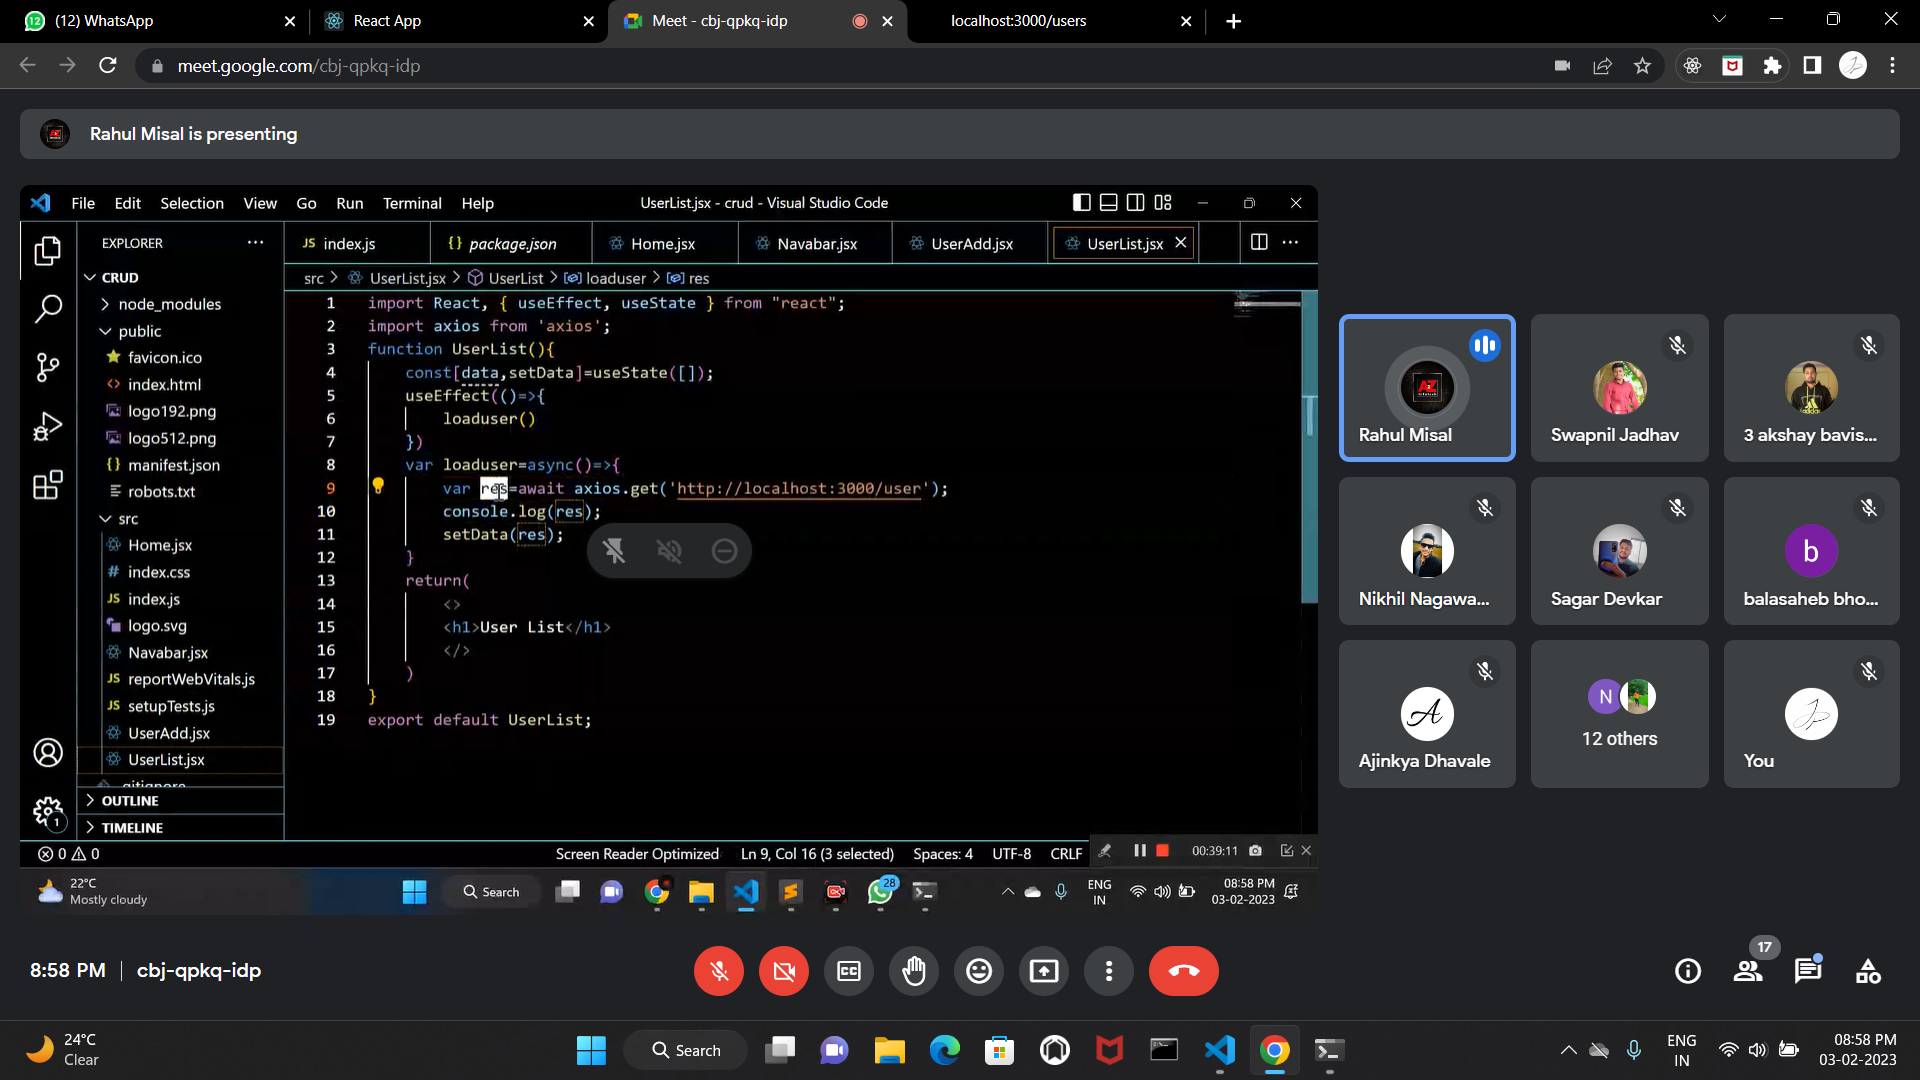 (12) WhatsApp
React App
Meet - cbj-qpkq-idp
localhost:3000/users
meet.google.com/cbj-qpkq-idp
Rahul Misal is presenting
File Edit Selection View Go Run Terminal Help
UserList.jsx - crud - Visual Studio Code
EXPLORER
JS index.js
{} package.json
Home.jsx
Navabar.jsx
UserAdd.jsx
UserList.jsx
src > UserList.jsx > UserList > loaduser > res
CRUD
node_modules
public
favicon.ico
<> index.html
logo192.png
logo512.png
{} manifest.json
robots.txt
src
Home.jsx
# index.css
JS index.js
logo.svg
Navabar.jsx
JS reportWebVitals.js
JS setupTests.js
UserAdd.jsx
UserList.jsx
.gitignore
OUTLINE
TIMELINE
1 import React, { useEffect, useState } from "react";
2 import axios from 'axios';
3 function UserList(){
4 const[data,setData]=useState([]);
5 useEffect(()=>{
6 loaduser()
7 })
8 var loaduser=async()=>{
9 var res=await axios.get('http://localhost:3000/user');
10 console.log(res);
11 setData(res);
12 }
13 return(
14 <>
15 <h1>User List</h1>
16 </>
17 )
18 }
19 export default UserList;
1
0 0
Screen Reader Optimized
Ln 9, Col 16 (3 selected)
Spaces: 4
UTF-8
CRLF
00:39:11
22°C
Mostly cloudy
Search
28
ENG
IN
08:58 PM
03-02-2023
Rahul Misal
Swapnil Jadhav
3 akshay bavis...
Nikhil Nagawa...
Sagar Devkar
b
balasaheb bho...
A
Ajinkya Dhavale
N
12 others
You
8:58 PM | cbj-qpkq-idp
17
24°C
Clear
Search
ENG
IN
08:58 PM
03-02-2023